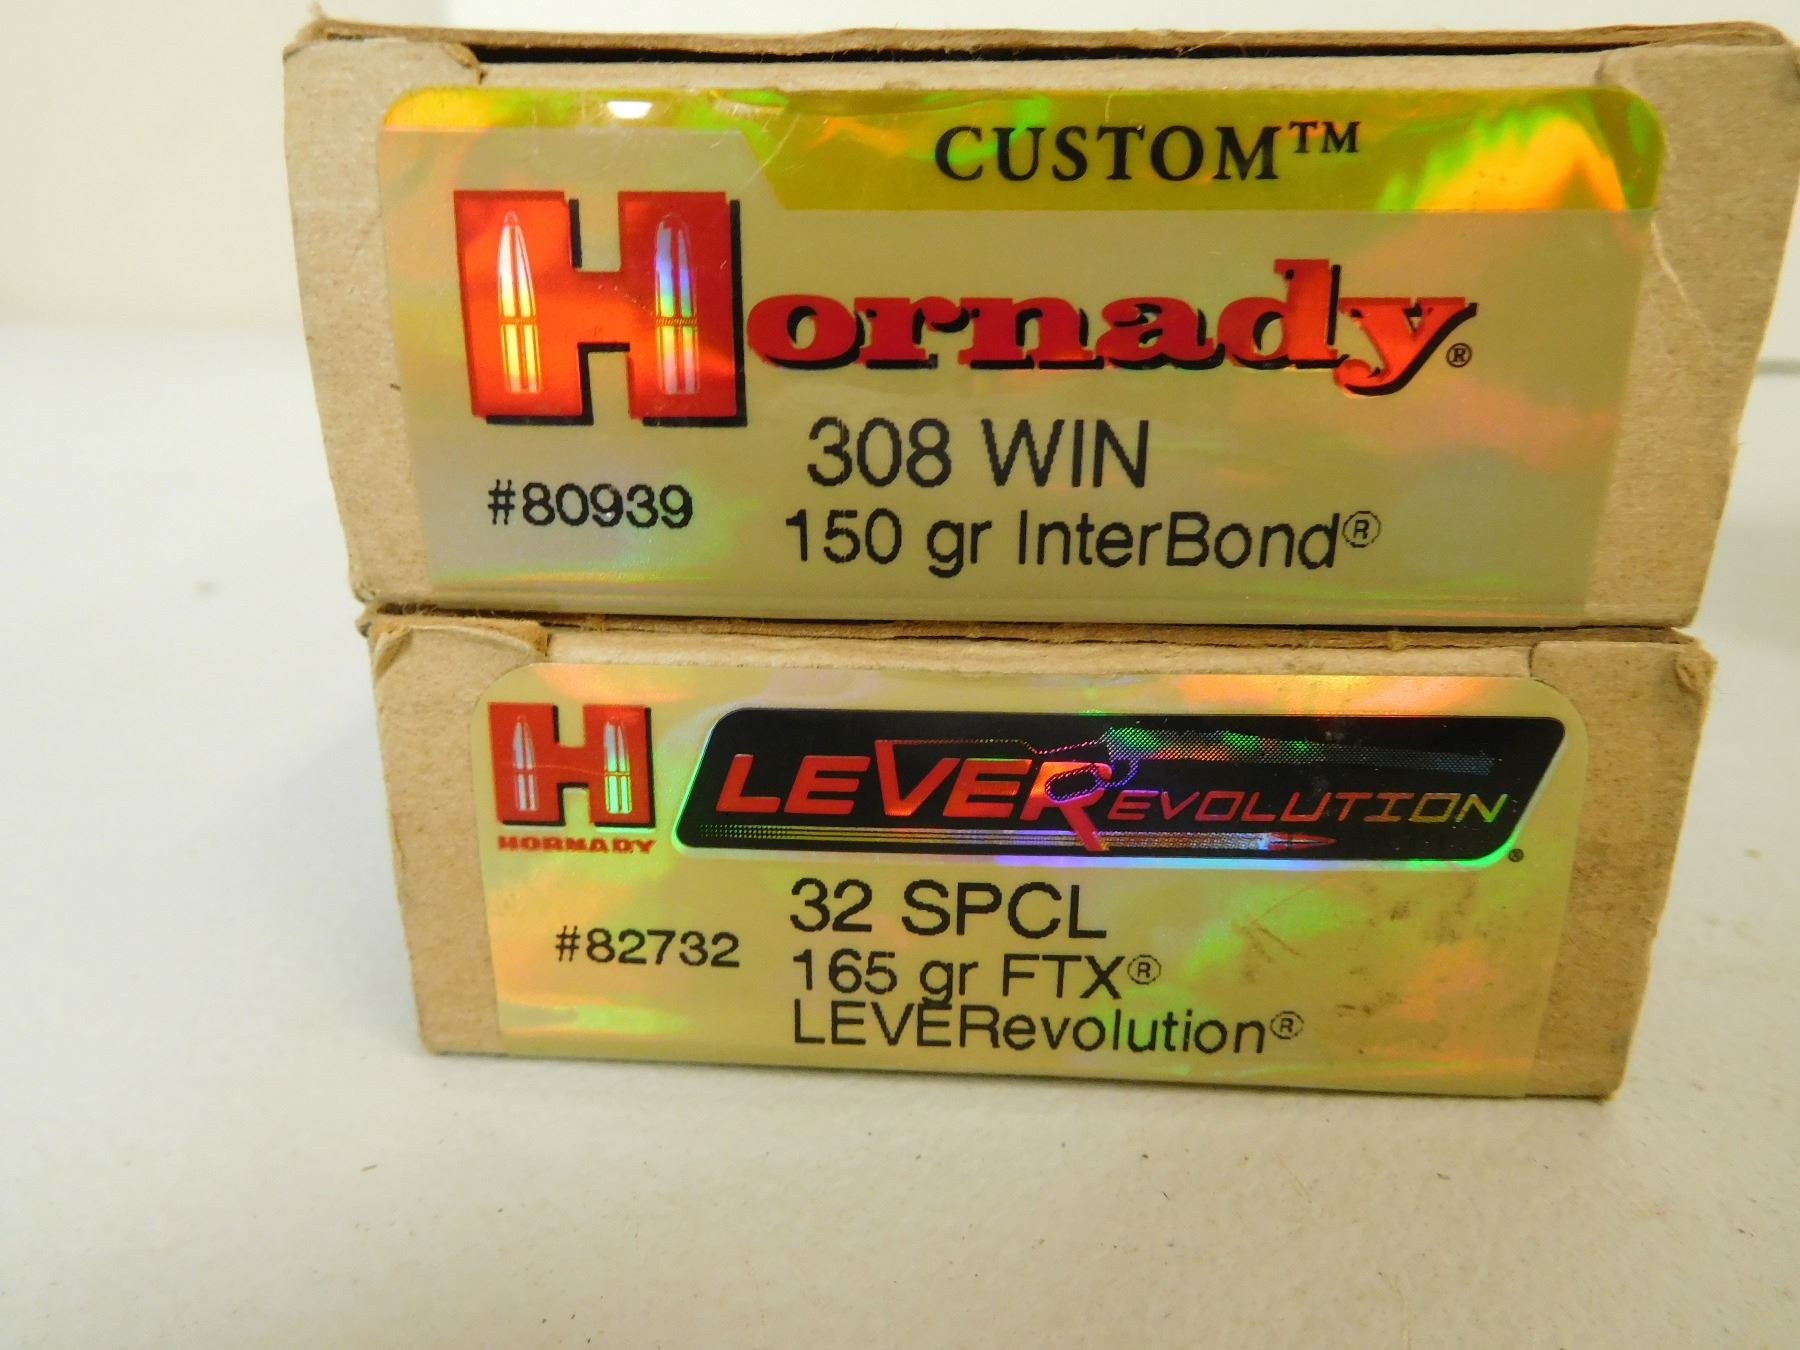 CUSTOM™
Hornady®
308 WIN
#80939
150 gr InterBond®
HORNADY
LEVEREVOLUTION®
32 SPCL
#82732
165 gr FTX®
LEVERevolution®